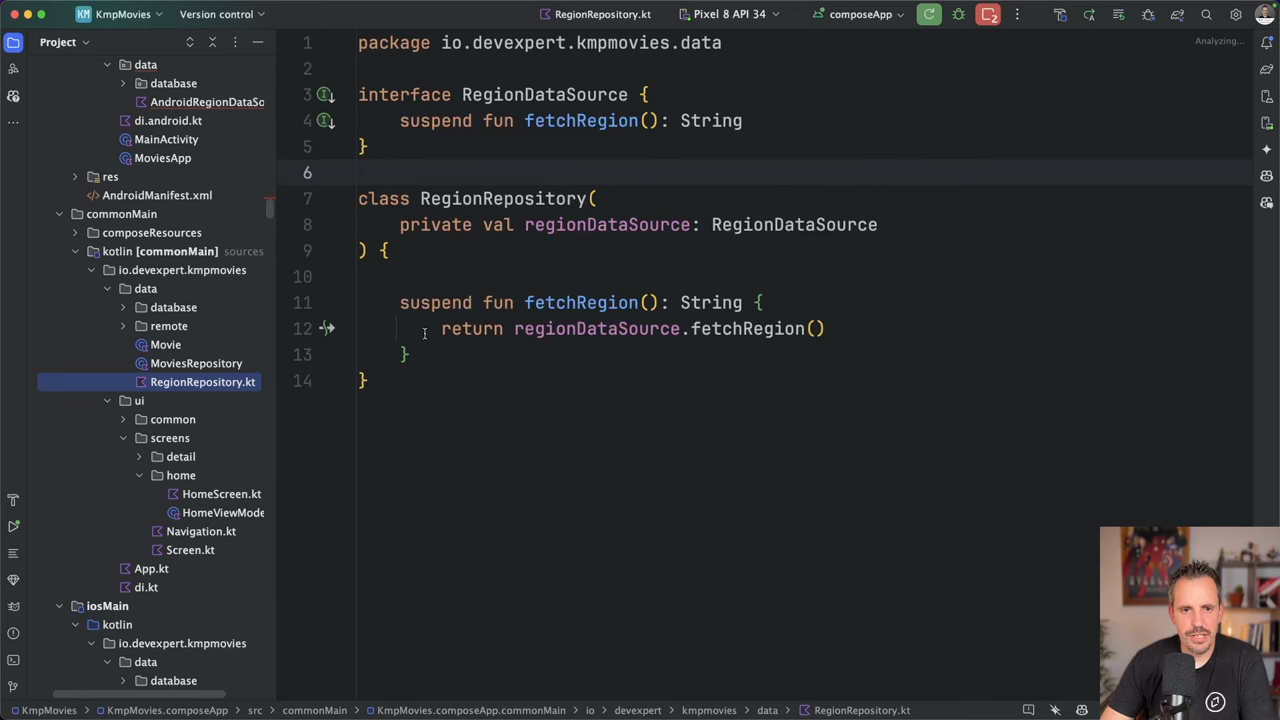 KM KmpMovies
Version control
RegionRepository.kt
Pixel 8 API 34
composeApp
2
Project
data
database
AndroidRegionDataSo
di.android.kt
MainActivity
MoviesApp
res
AndroidManifest.xml
commonMain
composeResources
kotlin [commonMain] sources
io.devexpert.kmpmovies
data
database
remote
Movie
MoviesRepository
RegionRepository.kt
ui
common
screens
detail
home
HomeScreen.kt
HomeViewMode
Navigation.kt
Screen.kt
App.kt
di.kt
iosMain
kotlin
io.devexpert.kmpmovies
data
database
Analyzing...
1 package io.devexpert.kmpmovies.data
2
3 interface RegionDataSource {
4 suspend fun fetchRegion(): String
5 }
6
7 class RegionRepository(
8 private val regionDataSource: RegionDataSource
9 ) {
10
11 suspend fun fetchRegion(): String {
12 return regionDataSource.fetchRegion()
13 }
14 }
KmpMovies
KmpMovies.composeApp
src
commonMain
KmpMovies.composeApp.commonMain
io
devexpert
kmpmovies
data
RegionRepository.kt